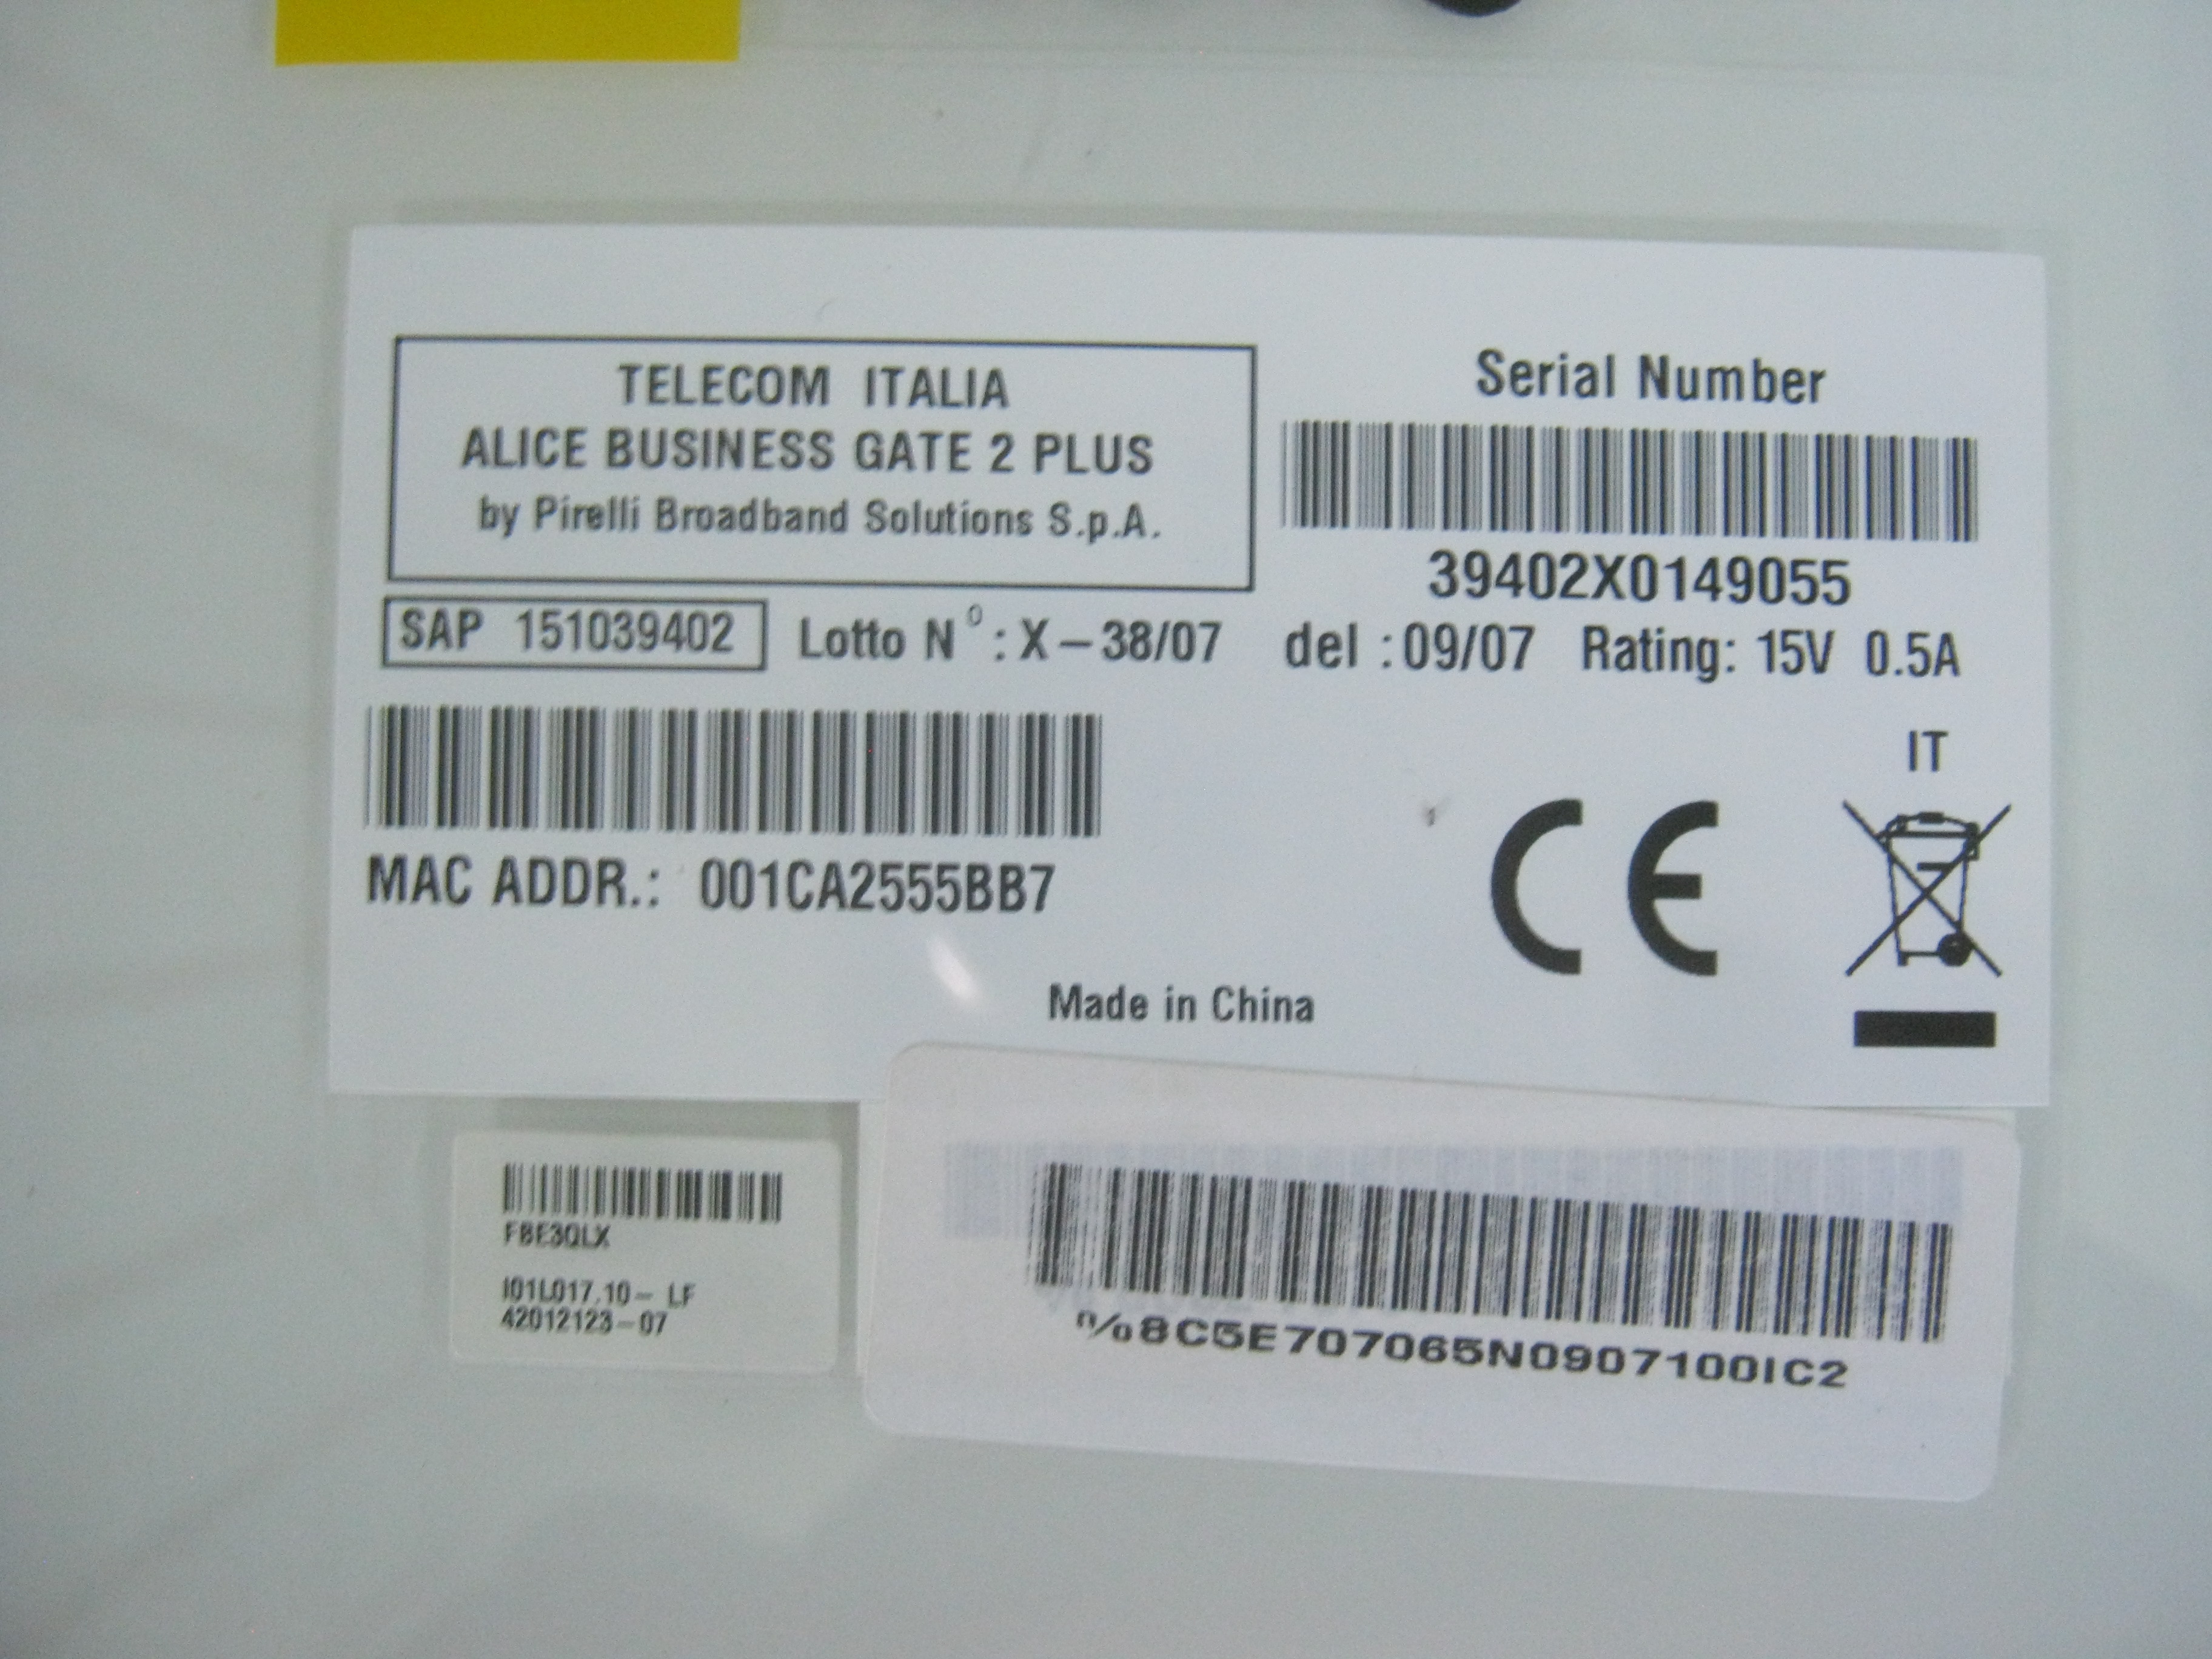 TELECOM ITALIA
ALICE BUSINESS GATE 2 PLUS
by Pirelli Broadband Solutions S.p.A.
Serial Number
39402X0149055
SAP 151039402 Lotto N°: X-38/07 del :09/07 Rating: 15V 0.5A
MAC ADDR.: 001CA2555BB7
IT
CE
Made in China
FBE3QLX
I01L017.10- LF
42012123-07
%8C5E707065N0907100IC2